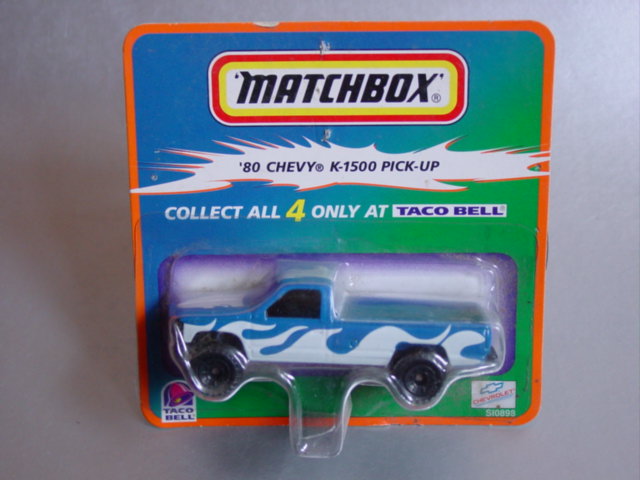 MATCHBOX®
'80 CHEVY® K-1500 PICK-UP
COLLECT ALL 4 ONLY AT TACO BELL®
TACO
BELL®
CHEVROLET
SI0898